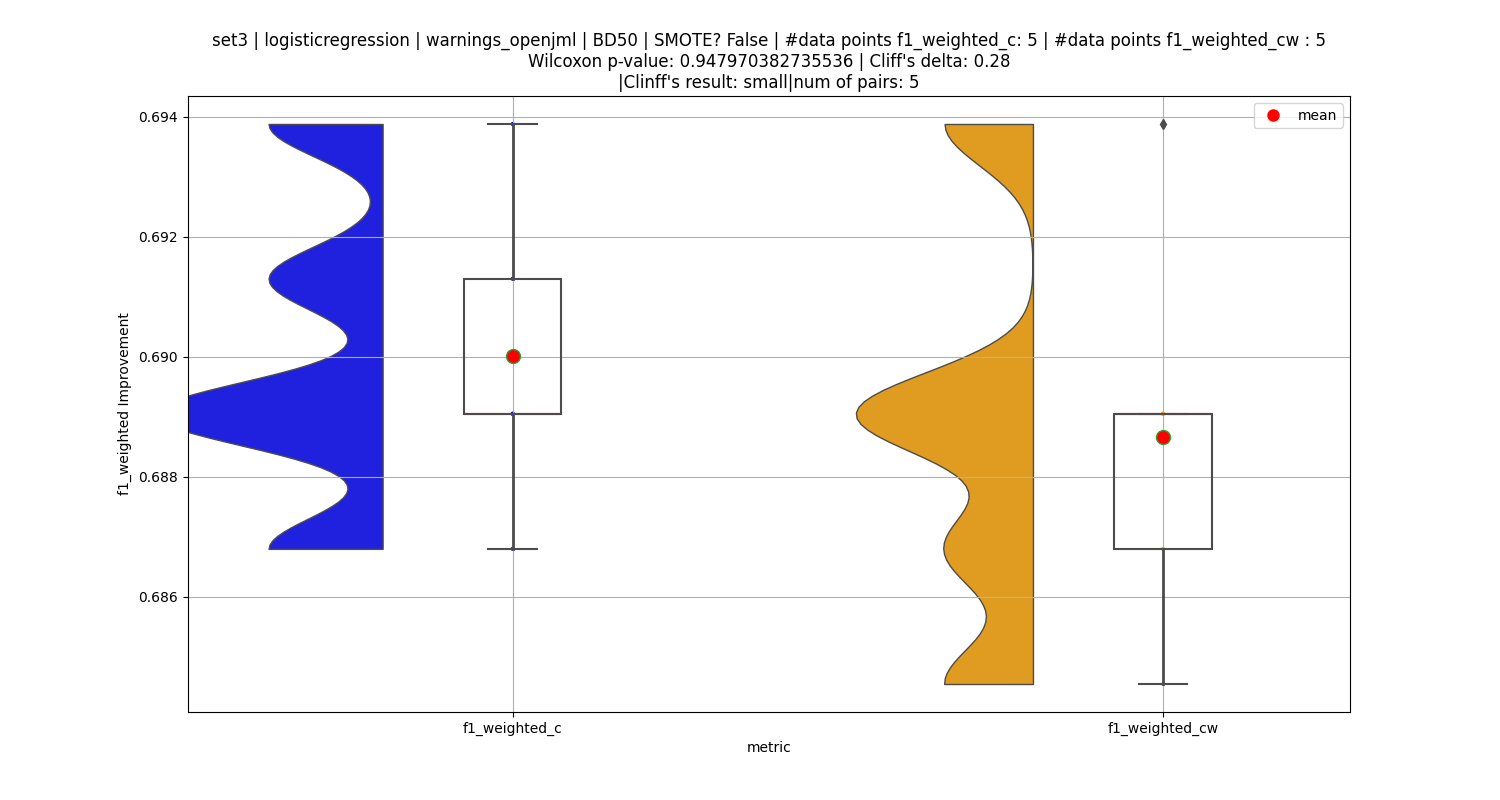 set3 | logisticregression | warnings_openjml | BD50 | SMOTE? False | #data points f1_weighted_c: 5 | #data points f1_weighted_cw : 5
Wilcoxon p-value: 0.947970382735536 | Cliff's delta: 0.28
|Clinff's result: small|num of pairs: 5
mean
0.694
0.692
0.690
0.688
0.686
f1_weighted Improvement
f1_weighted_c
f1_weighted_cw
metric